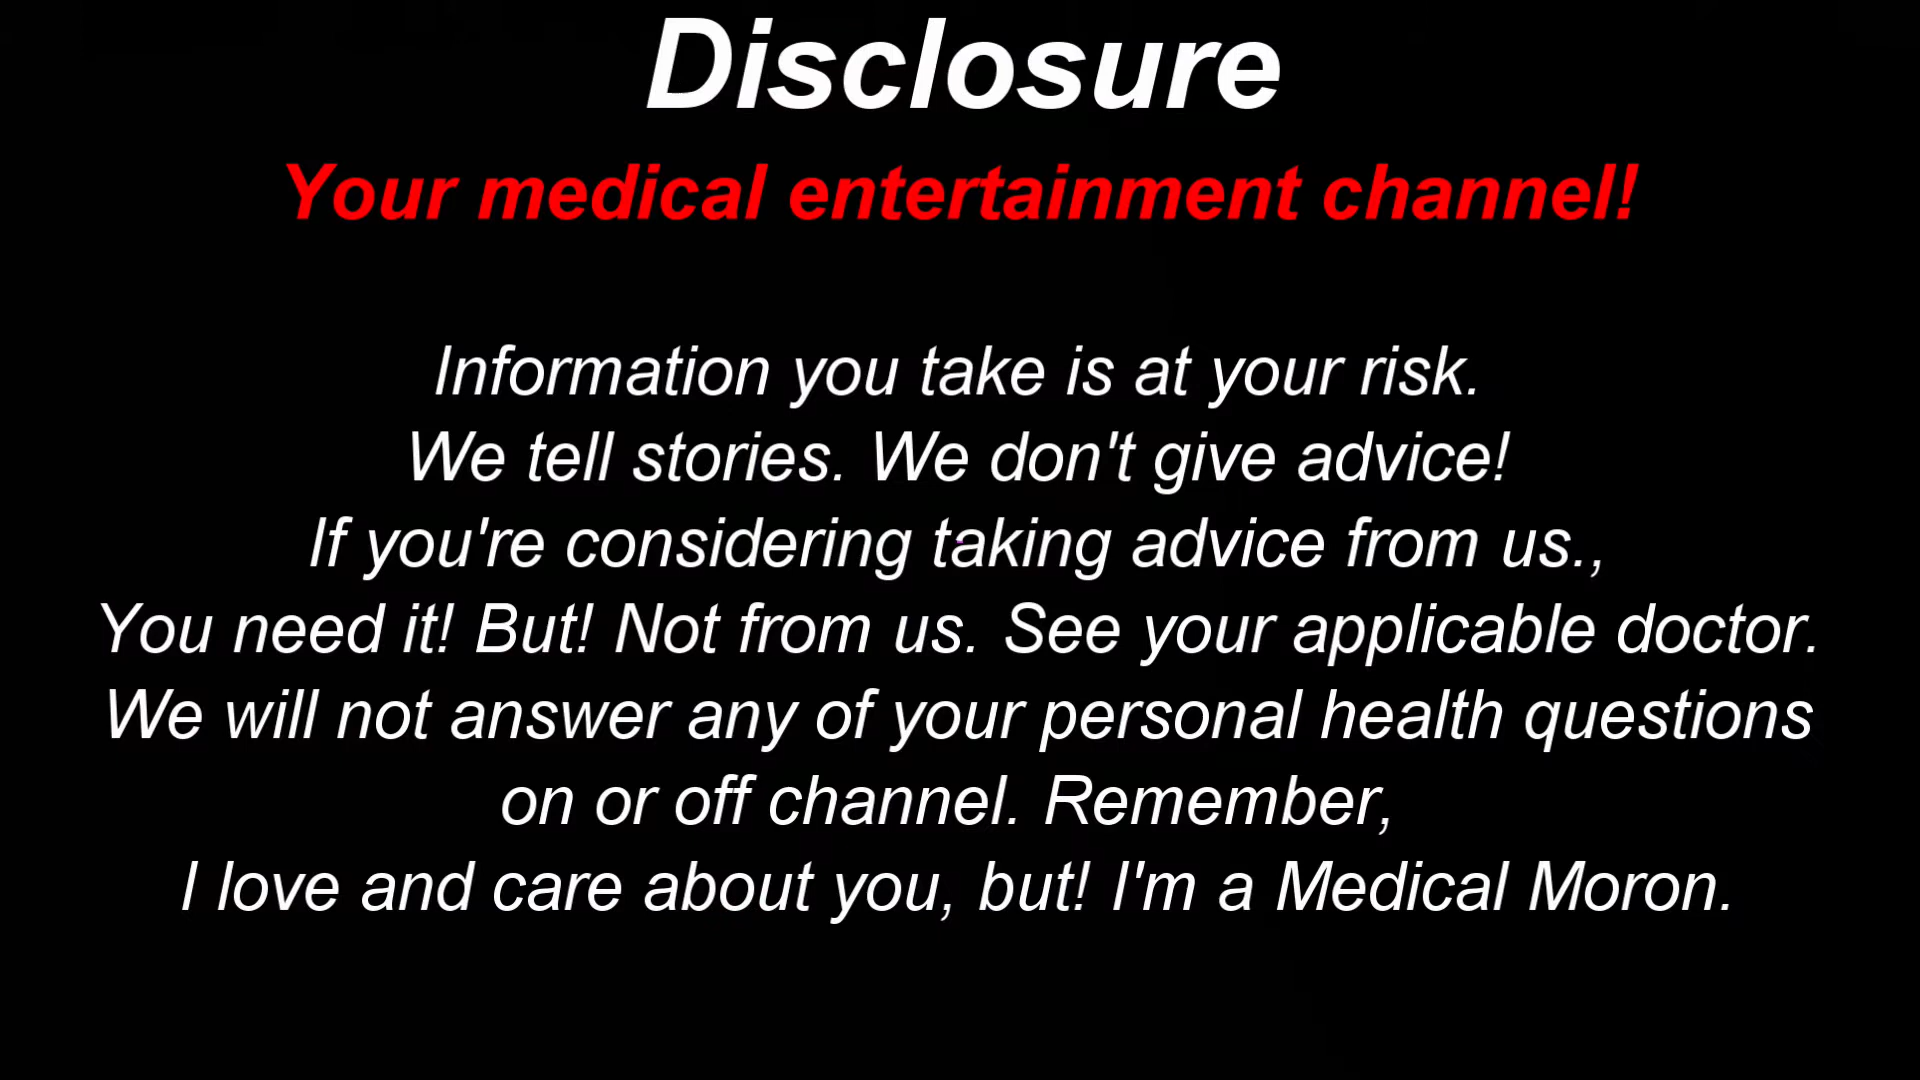 Disclosure
Your medical entertainment channel!
Information you take is at your risk.
We tell stories. We don't give advice!
If you're considering taking advice from us.,
You need it! But! Not from us. See your applicable doctor.
We will not answer any of your personal health questions
on or off channel. Remember,
I love and care about you, but! I'm a Medical Moron.